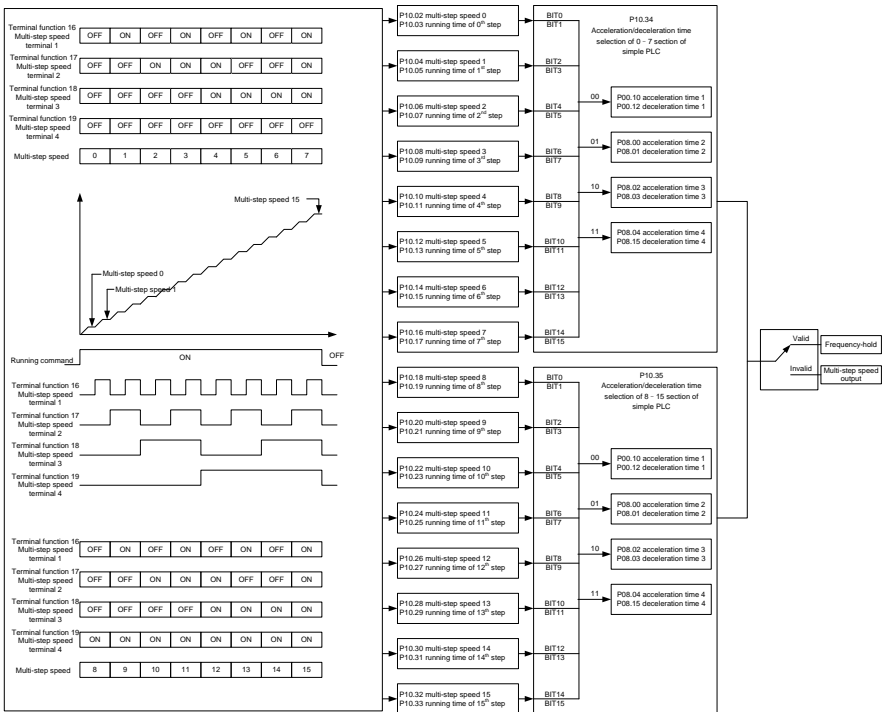 Terminal function 16
Multi-step speed
terminal 1
OFF ON OFF ON OFF ON OFF ON
Terminal function 17
Multi-step speed
terminal 2
OFF OFF ON ON OFF OFF ON ON
Terminal function 18
Multi-step speed
terminal 3
OFF OFF OFF OFF ON ON ON ON
Terminal function 19
Multi-step speed
terminal 4
OFF OFF OFF OFF OFF OFF OFF OFF
Multi-step speed
0 1 2 3 4 5 6 7
Multi-step speed 15
Multi-step speed 0
Multi-step speed 1
Running command
ON
OFF
Terminal function 16
Multi-step speed
terminal 1
Terminal function 17
Multi-step speed
terminal 2
Terminal function 18
Multi-step speed
terminal 3
Terminal function 19
Multi-step speed
terminal 4
Terminal function 16
Multi-step speed
terminal 1
OFF ON OFF ON OFF ON OFF ON
Terminal function 17
Multi-step speed
terminal 2
OFF OFF ON ON OFF OFF ON ON
Terminal function 18
Multi-step speed
terminal 3
OFF OFF OFF OFF ON ON ON ON
Terminal function 19
Multi-step speed
terminal 4
ON ON ON ON ON ON ON ON
Multi-step speed
8 9 10 11 12 13 14 15
P10.02 multi-step speed 0
P10.03 running time of 0th step
P10.04 multi-step speed 1
P10.05 running time of 1st step
P10.06 multi-step speed 2
P10.07 running time of 2nd step
P10.08 multi-step speed 3
P10.09 running time of 3rd step
P10.10 multi-step speed 4
P10.11 running time of 4th step
P10.12 multi-step speed 5
P10.13 running time of 5th step
P10.14 multi-step speed 6
P10.15 running time of 6th step
P10.16 multi-step speed 7
P10.17 running time of 7th step
P10.18 multi-step speed 8
P10.19 running time of 8th step
P10.20 multi-step speed 9
P10.21 running time of 9th step
P10.22 multi-step speed 10
P10.23 running time of 10th step
P10.24 multi-step speed 11
P10.25 running time of 11th step
P10.26 multi-step speed 12
P10.27 running time of 12th step
P10.28 multi-step speed 13
P10.29 running time of 13th step
P10.30 multi-step speed 14
P10.31 running time of 14th step
P10.32 multi-step speed 15
P10.33 running time of 15th step
BIT0
BIT1
BIT2
BIT3
BIT4
BIT5
BIT6
BIT7
BIT8
BIT9
BIT10
BIT11
BIT12
BIT13
BIT14
BIT15
P10.34
Acceleration/deceleration time
selection of 0 - 7 section of
simple PLC
00
P00.10 acceleration time 1
P00.12 deceleration time 1
01
P08.00 acceleration time 2
P08.01 deceleration time 2
10
P08.02 acceleration time 3
P08.03 deceleration time 3
11
P08.04 acceleration time 4
P08.15 deceleration time 4
BIT0
BIT1
BIT2
BIT3
BIT4
BIT5
BIT6
BIT7
BIT8
BIT9
BIT10
BIT11
BIT12
BIT13
BIT14
BIT15
P10.35
Acceleration/deceleration time
selection of 8 - 15 section of
simple PLC
00
P00.10 acceleration time 1
P00.12 deceleration time 1
01
P08.00 acceleration time 2
P08.01 deceleration time 2
10
P08.02 acceleration time 3
P08.03 deceleration time 3
11
P08.04 acceleration time 4
P08.15 deceleration time 4
Valid
Frequency-hold
Invalid
Multi-step speed
output